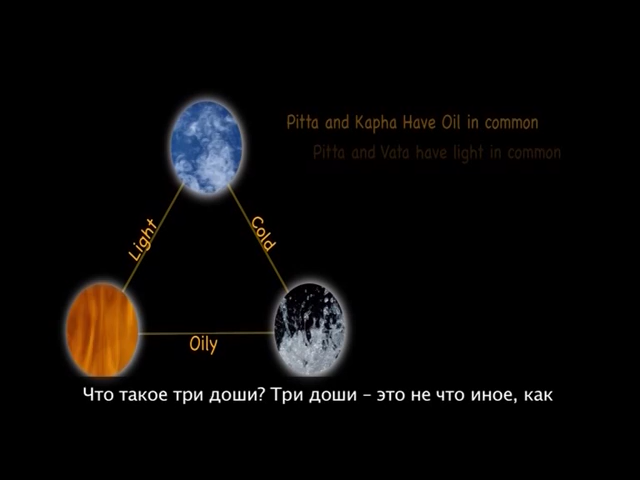 Pitta and Kapha Have Oil in common
Pitta and Vata have light in common
Light
Cold
Oily
Что такое три доши? Три доши – это не что иное, как